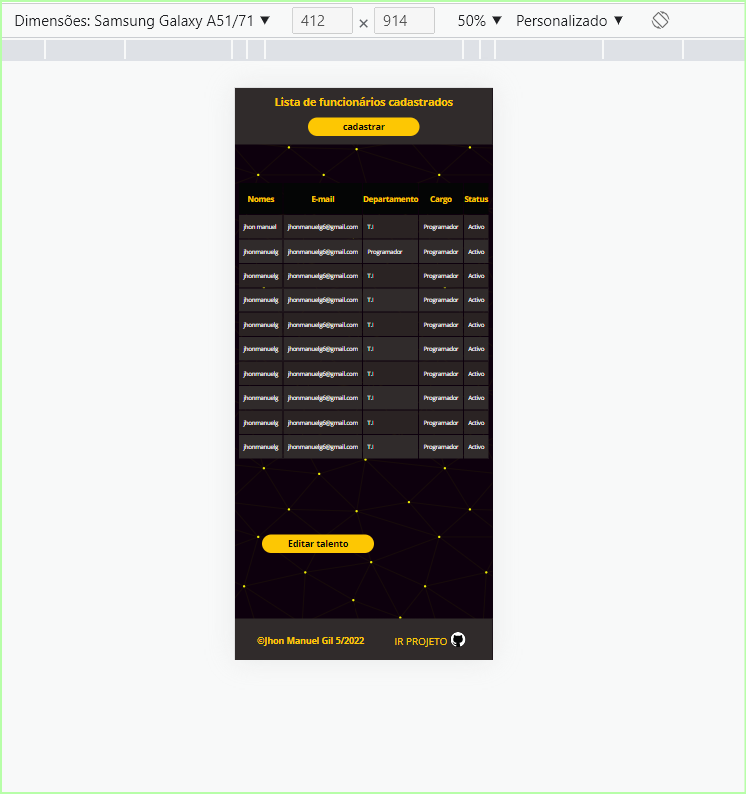 Dimensões: Samsung Galaxy A51/71 ▼ 412 × 914 50% ▼ Personalizado ▼
Lista de funcionários cadastrados
cadastrar
Nomes E-mail Departamento Cargo Status
jhon manuel jhonmanuelg6@gmail.com T.I Programador Activo
jhonmanuelg jhonmanuelg6@gmail.com Programador Programador Activo
jhonmanuelg jhonmanuelg6@gmail.com T.I Programador Activo
jhonmanuelg jhonmanuelg6@gmail.com T.I Programador Activo
jhonmanuelg jhonmanuelg6@gmail.com T.I Programador Activo
jhonmanuelg jhonmanuelg6@gmail.com T.I Programador Activo
jhonmanuelg jhonmanuelg6@gmail.com T.I Programador Activo
jhonmanuelg jhonmanuelg6@gmail.com T.I Programador Activo
jhonmanuelg jhonmanuelg6@gmail.com T.I Programador Activo
jhonmanuelg jhonmanuelg6@gmail.com T.I Programador Activo
Editar talento
©Jhon Manuel Gil 5/2022 IR PROJETO